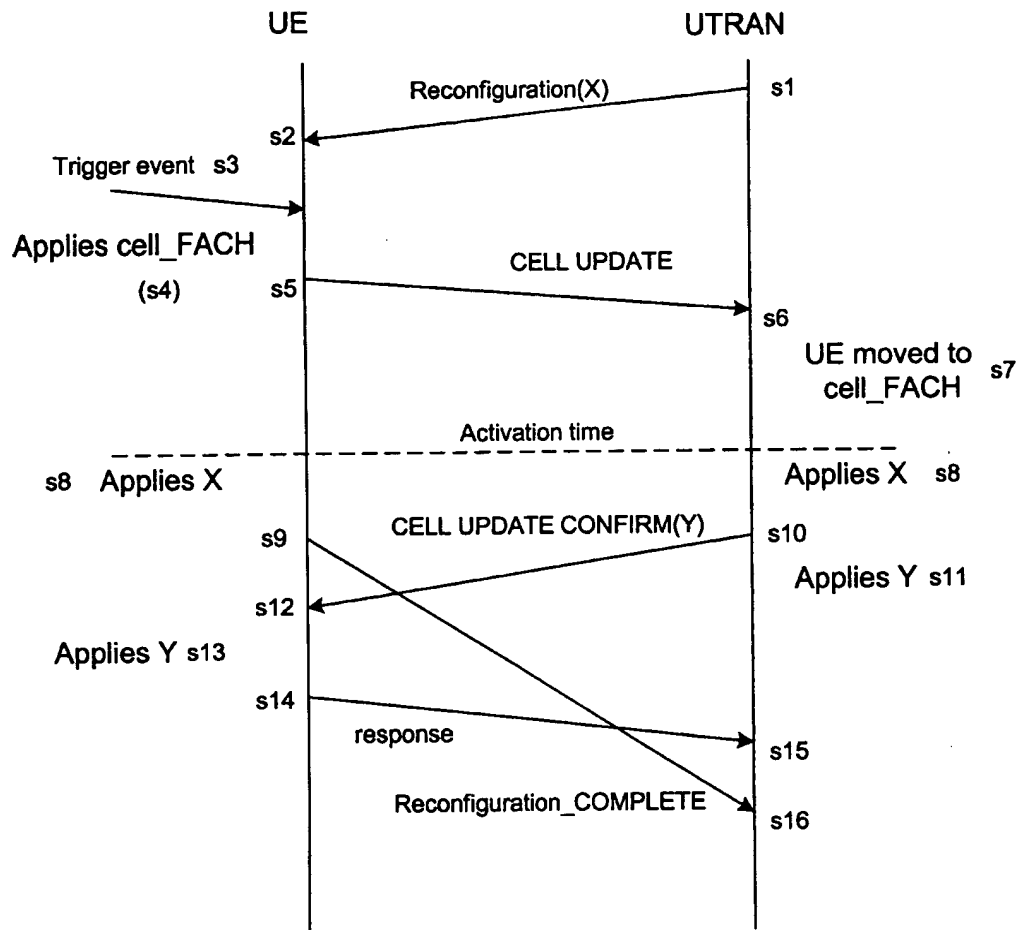 UE
UTRAN
Reconfiguration(X)
s1
s2
Trigger event s3
Applies cell_FACH
(s4)
s5
CELL UPDATE
s6
UE moved to
cell_FACH
s7
Activation time
s8 Applies X
Applies X s8
s9
CELL UPDATE CONFIRM(Y)
s10
Applies Y s11
s12
Applies Y s13
s14
response
s15
Reconfiguration_COMPLETE
s16